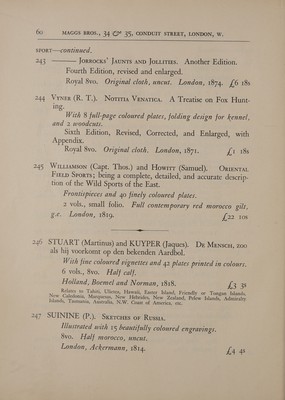 60 MAGGS BROS., 34 & 35, CONDUIT STREET, LONDON, W.
SPORT—continued.
243 ——— JORROCKS' JAUNTS AND JOLLITIES. Another Edition.
Fourth Edition, revised and enlarged.
Royal 8vo. Original cloth, uncut. London, 1874. £6 18s
244 VYNER (R. T.). NOTITIA VENATICA. A Treatise on Fox Hunt-
ing.
With 8 full-page coloured plates, folding design for kennel,
and 2 woodcuts.
Sixth Edition, Revised, Corrected, and Enlarged, with
Appendix.
Royal 8vo. Original cloth. London, 1871. £1 18s
245 WILLIAMSON (Capt. Thos.) and HOWITT (Samuel). ORIENTAL
FIELD SPORTS; being a complete, detailed, and accurate descrip-
tion of the Wild Sports of the East.
Frontispieces and 40 finely coloured plates.
2 vols., small folio. Full contemporary red morocco gilt,
g.e. London, 1819. £22 10s
246 STUART (Martinus) and KUYPER (Jaques). DE MENSCH, zoo
als hij voorkomt op den bekenden Aardbol.
With fine coloured vignettes and 42 plates printed in colours.
6 vols., 8vo. Half calf.
Holland, Boemel and Norman, 1818. £3 3s
Relates to Tahiti, Ulietea, Hawaii, Easter Island, Friendly or Tongan Islands,
New Caledonia, Marquesas, New Hebrides, New Zealand, Pelew Islands, Admiralty
Islands, Tasmania, Australia, N.W. Coast of America, etc.
247 SUININE (P.). SKETCHES OF RUSSIA.
Illustrated with 15 beautifully coloured engravings.
8vo. Half morocco, uncut.
London, Ackermann, 1814. £4 4s